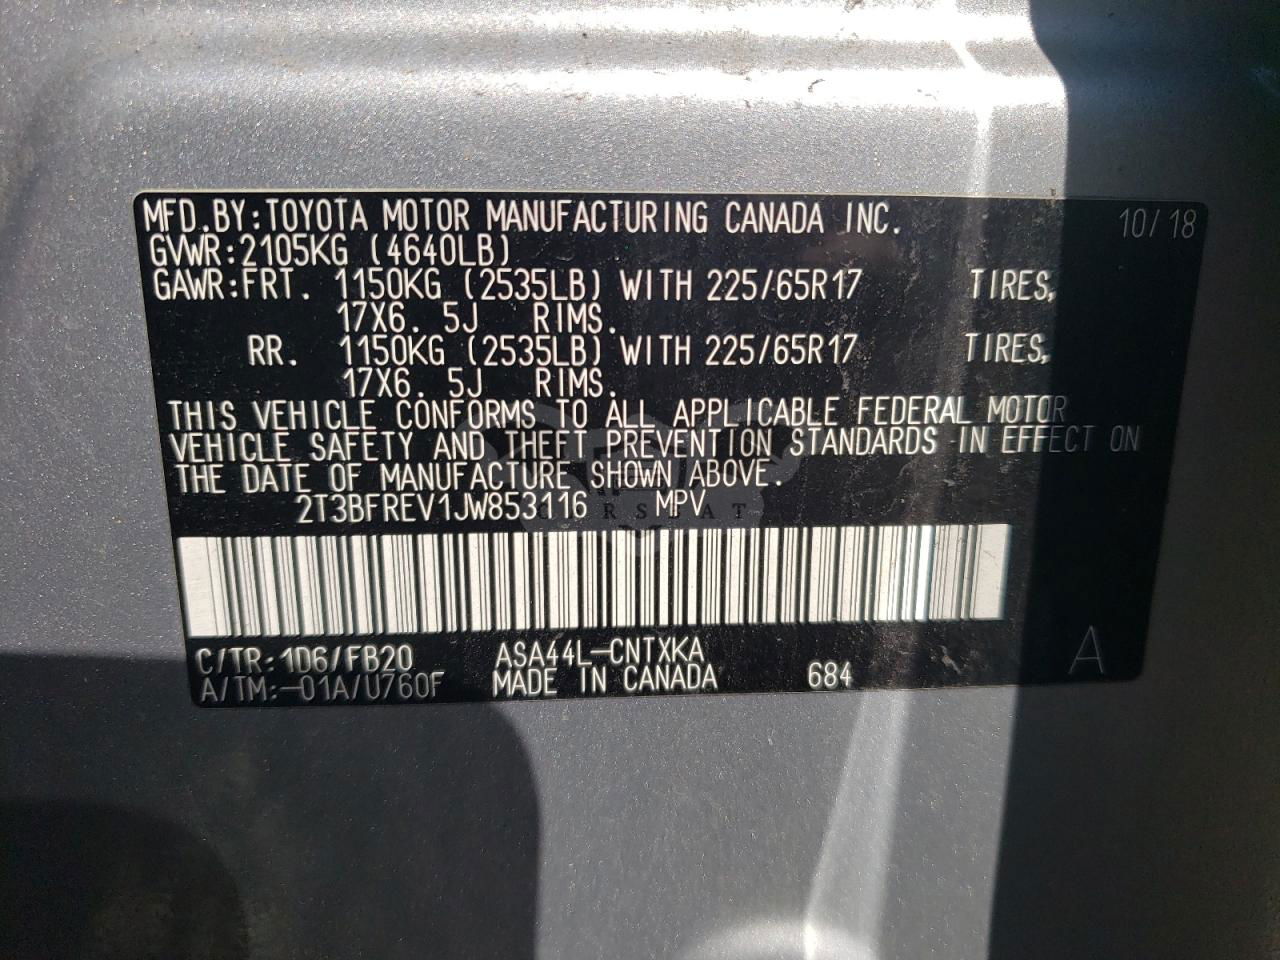 MFD.BY:TOYOTA MOTOR MANUFACTURING CANADA INC. 10/18
GVWR:2105KG (4640LB)
GAWR:FRT. 1150KG (2535LB) WITH 225/65R17 TIRES,
17X6. 5J RIMS.
RR. 1150KG (2535LB) WITH 225/65R17 TIRES,
17X6. 5J RIMS.
THIS VEHICLE CONFORMS TO ALL APPLICABLE FEDERAL MOTOR
VEHICLE SAFETY AND THEFT PREVENTION STANDARDS IN EFFECT ON
THE DATE OF MANUFACTURE SHOWN ABOVE.
2T3BFREV1JW853116 MPV
C/TR:1D6/FB20 ASA44L-CNTXKA
A/TM:-01A/U760F MADE IN CANADA 684 A